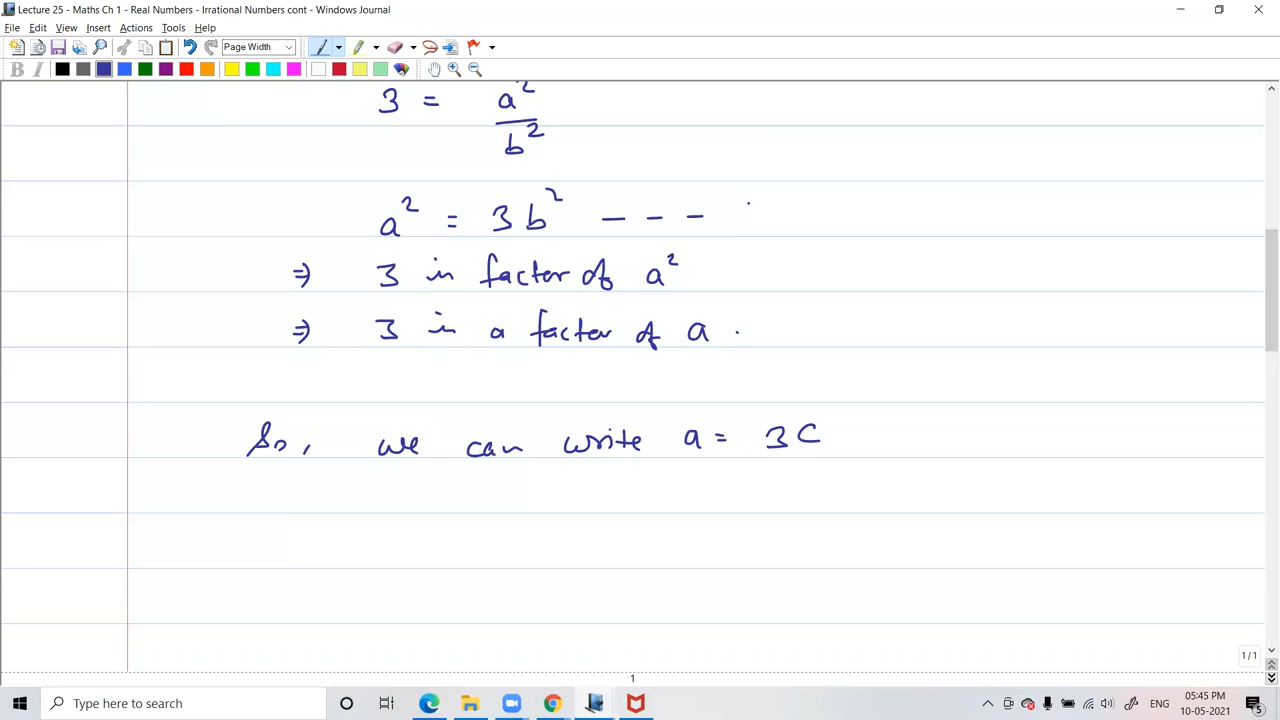 Lecture 25 - Maths Ch 1 - Real Numbers - Irrational Numbers cont - Windows Journal
File Edit View Insert Actions Tools Help
Page Width
B I
3 = a²
b²
a² = 3b² - - -
⇒ 3 is factor of a²
⇒ 3 is a factor of a .
So, we can write a = 3c
1/1
1
Type here to search
ENG
05:45 PM
10-05-2021
5